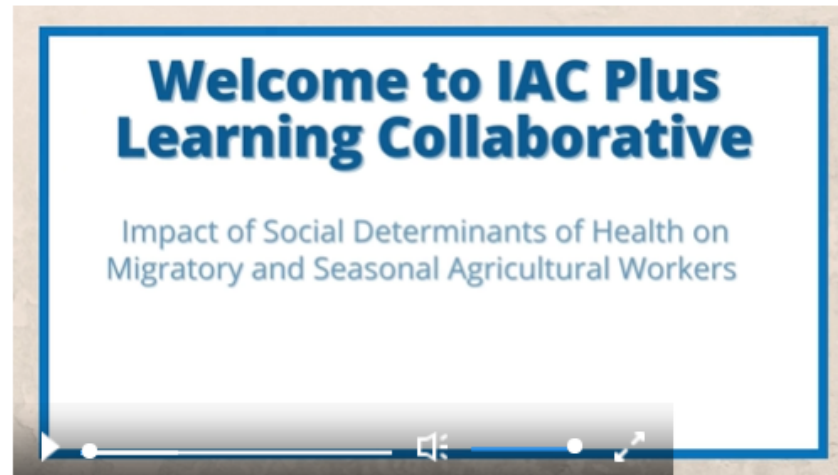 Welcome to IAC Plus
Learning Collaborative
Impact of Social Determinants of Health on
Migratory and Seasonal Agricultural Workers